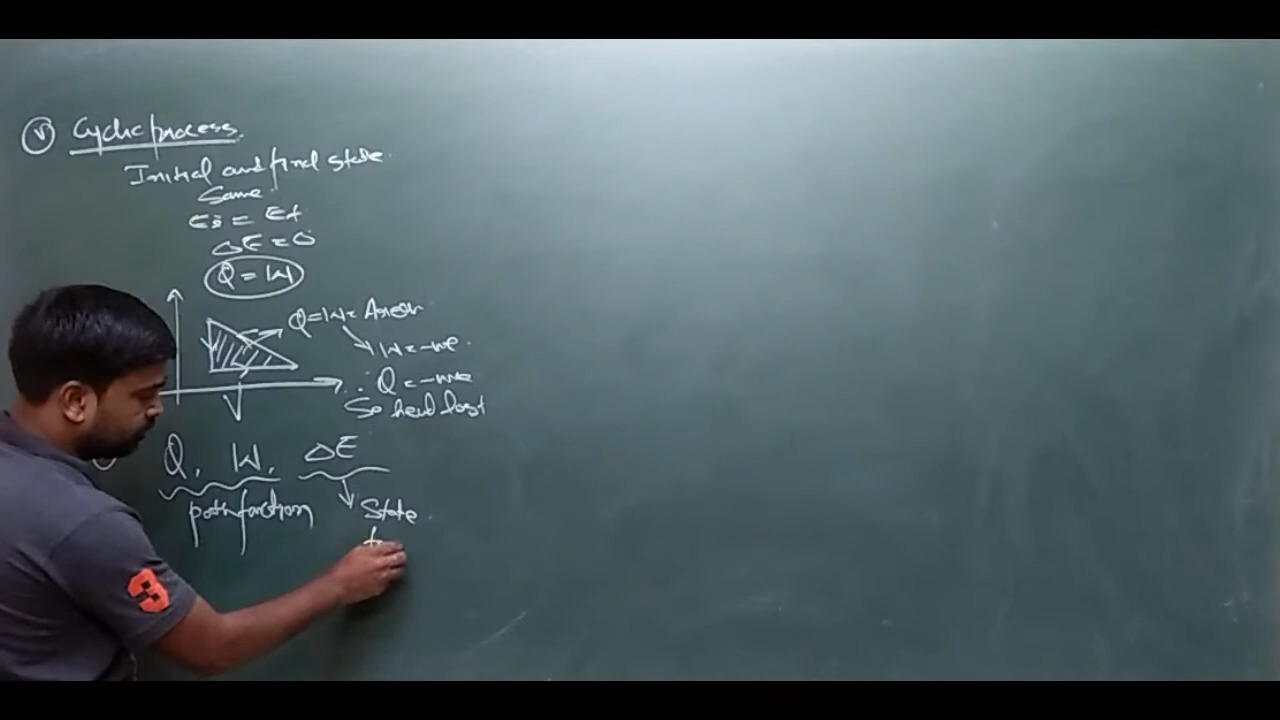 (v) Cyclic process.
Initial and final state
Same
Ei = Ef
ΔE = 0
Q = W
Q = W = Area
W = -ve.
∴ Q = -ve
V
So heat lost
Q, W, ΔE
path function
State
f
3